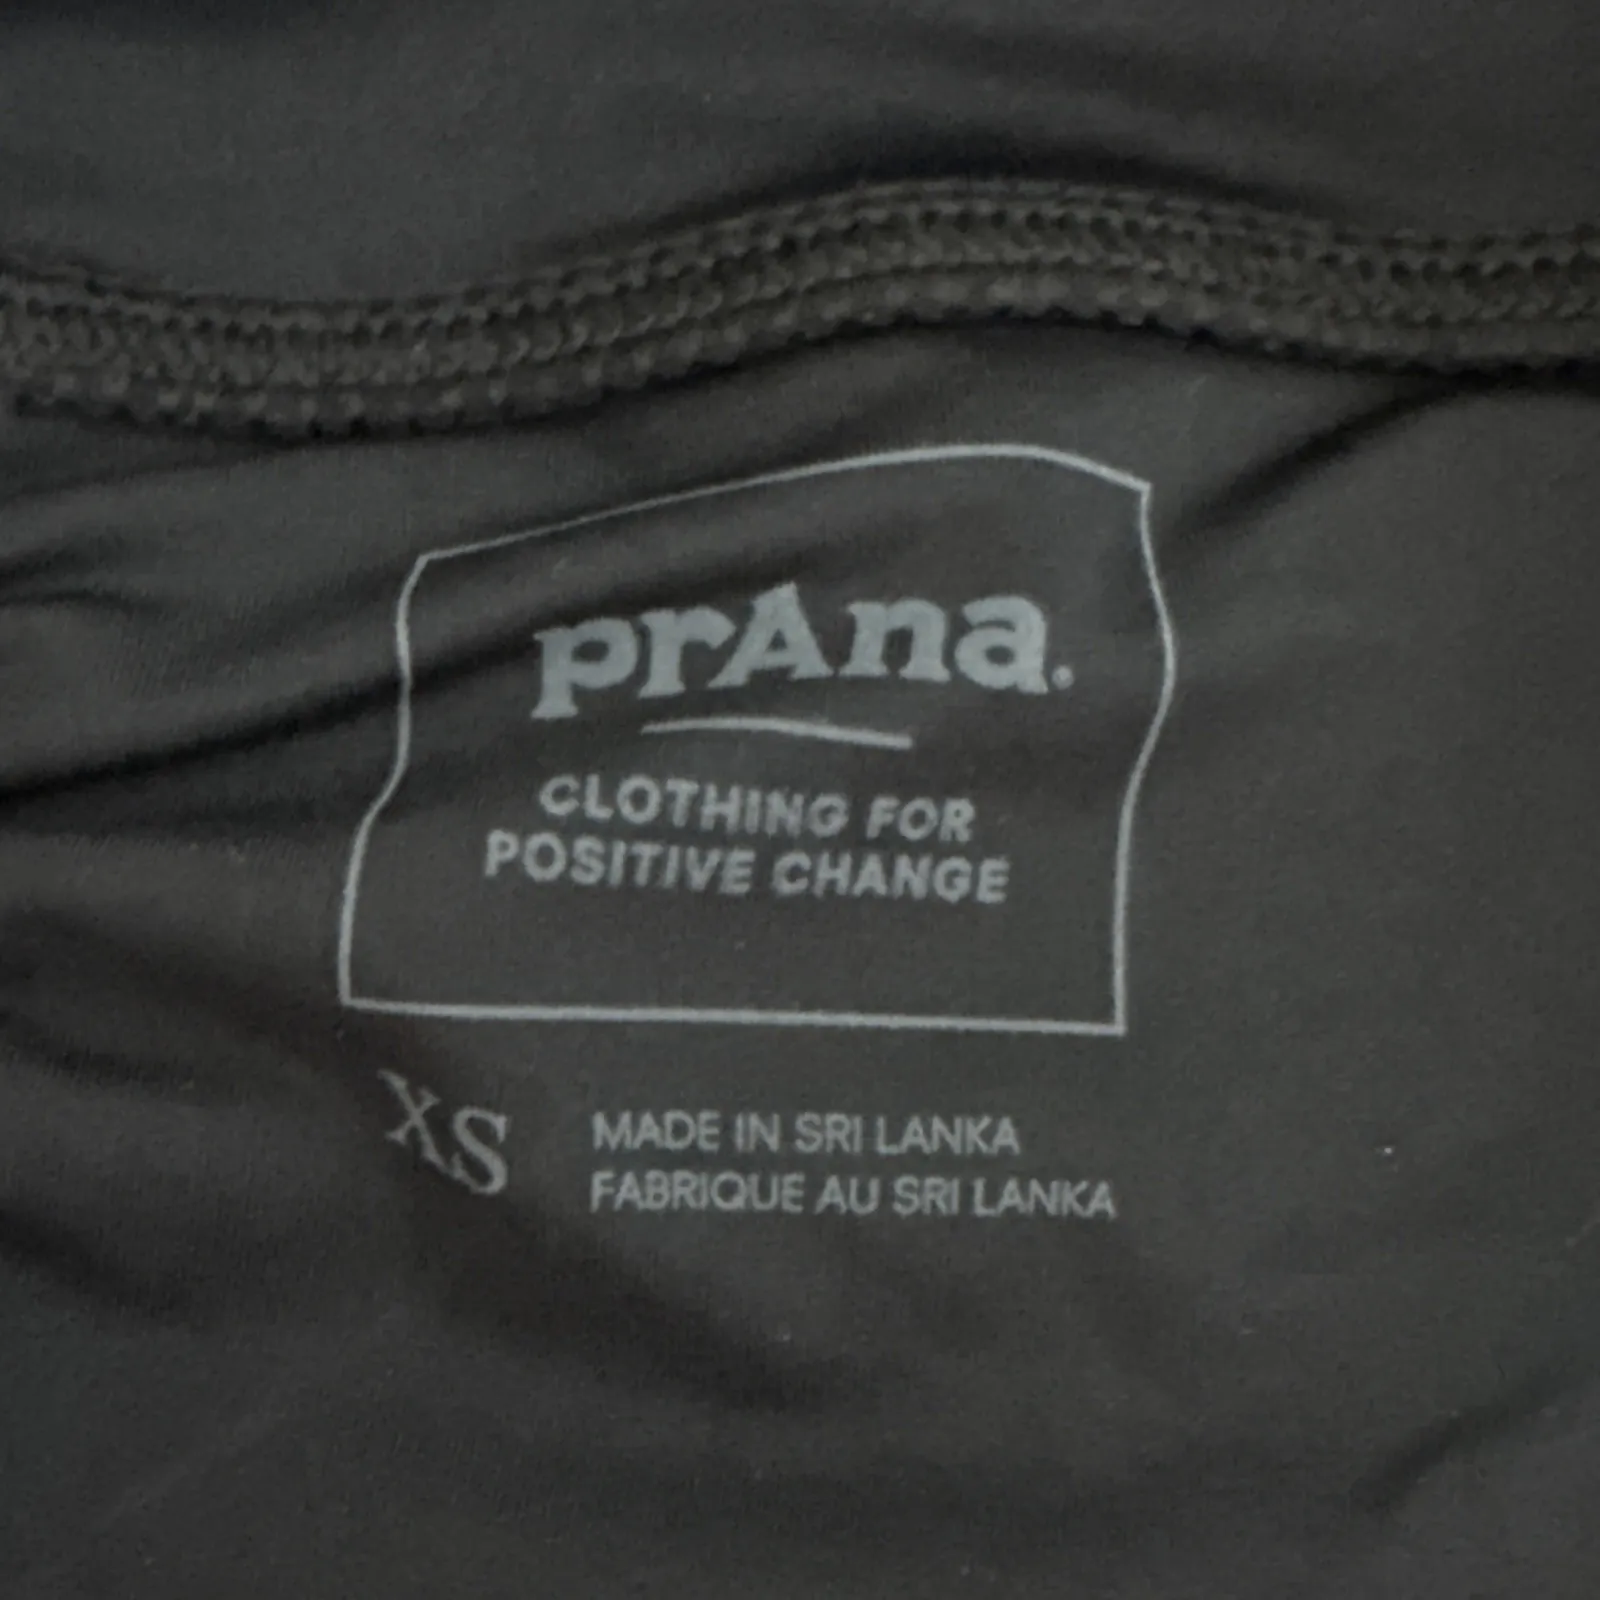 prAna.
CLOTHING FOR
POSITIVE CHANGE
XS
MADE IN SRI LANKA
FABRIQUE AU SRI LANKA